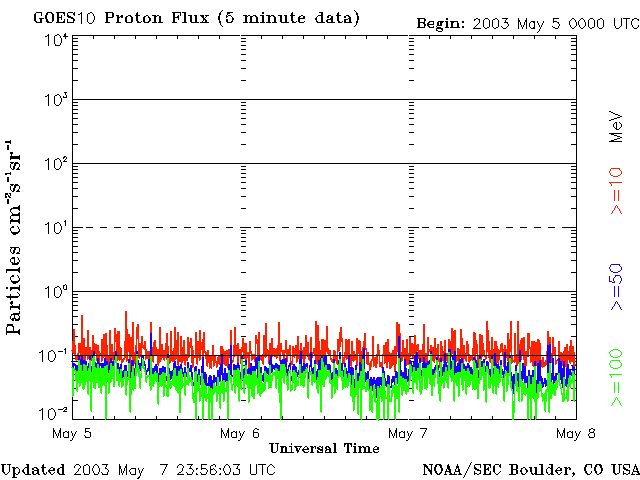 GOES10 Proton Flux (5 minute data) Begin: 2003 May 5 0000 UTC
10⁴
10³
10²
10¹
10⁰
10⁻¹
10⁻²
Particles cm⁻²s⁻¹sr⁻¹
MeV
>=10
>=50
>=100
May 5 May 6 May 7 May 8
Universal Time
Updated 2003 May 7 23:56:03 UTC NOAA/SEC Boulder, CO USA